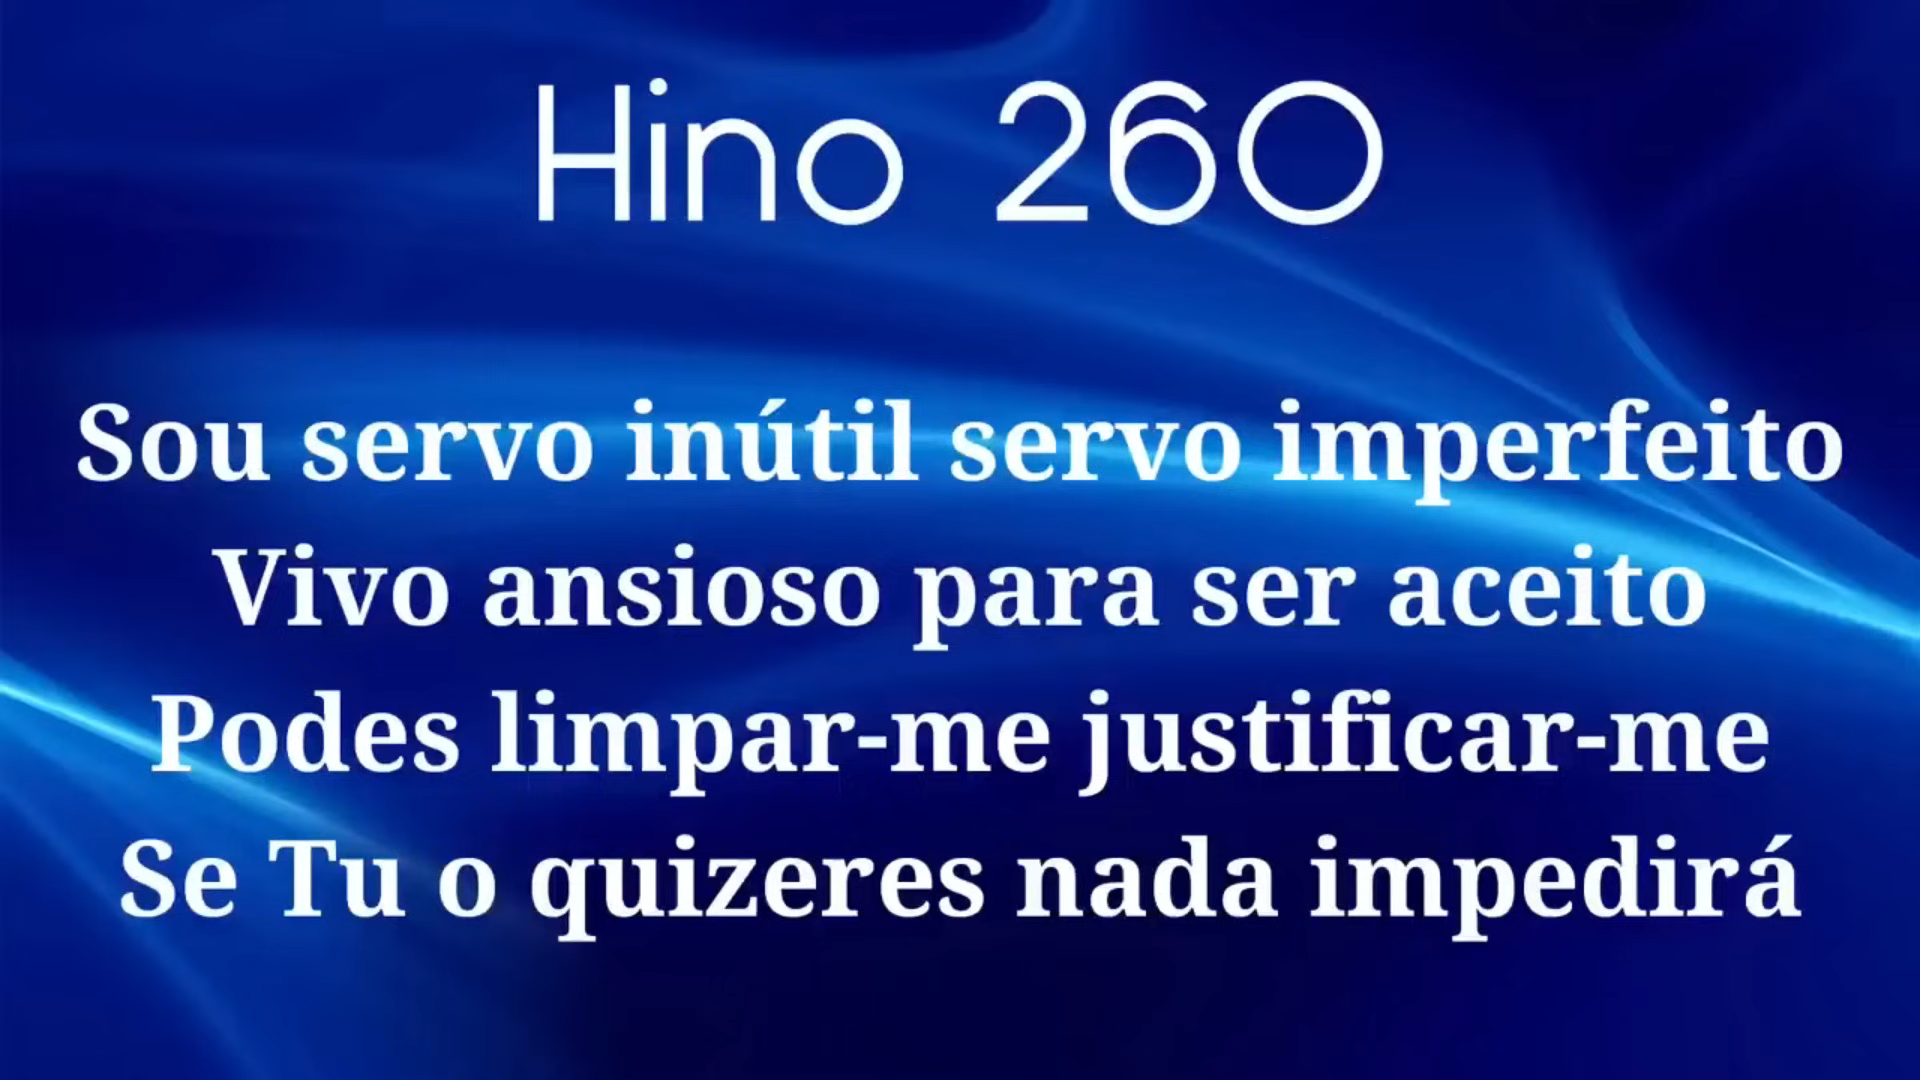 Hino 260
Sou servo inútil servo imperfeito
Vivo ansioso para ser aceito
Podes limpar-me justificar-me
Se Tu o quizeres nada impedirá